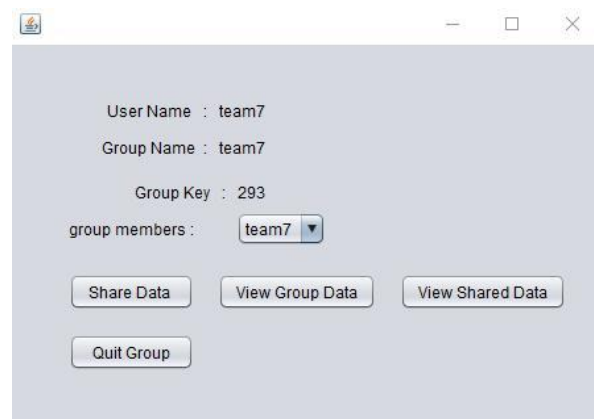 User Name : team7
Group Name : team7
Group Key : 293
group members : team7
Share Data View Group Data View Shared Data
Quit Group